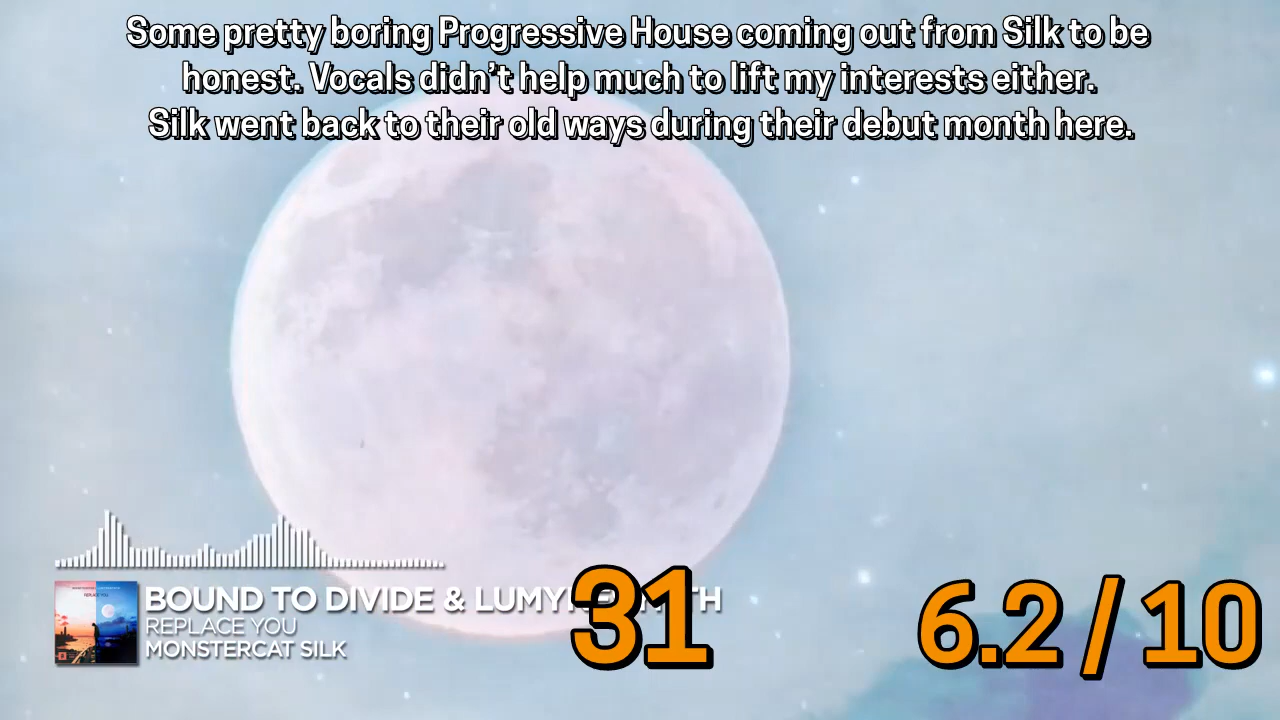 Some pretty boring Progressive House coming out from Silk to be
honest. Vocals didn't help much to lift my interests either.
Silk went back to their old ways during their debut month here.
BOUND TO DIVIDE &
REPLACE YOU
MONSTERCAT SILK
31
6.2 / 10